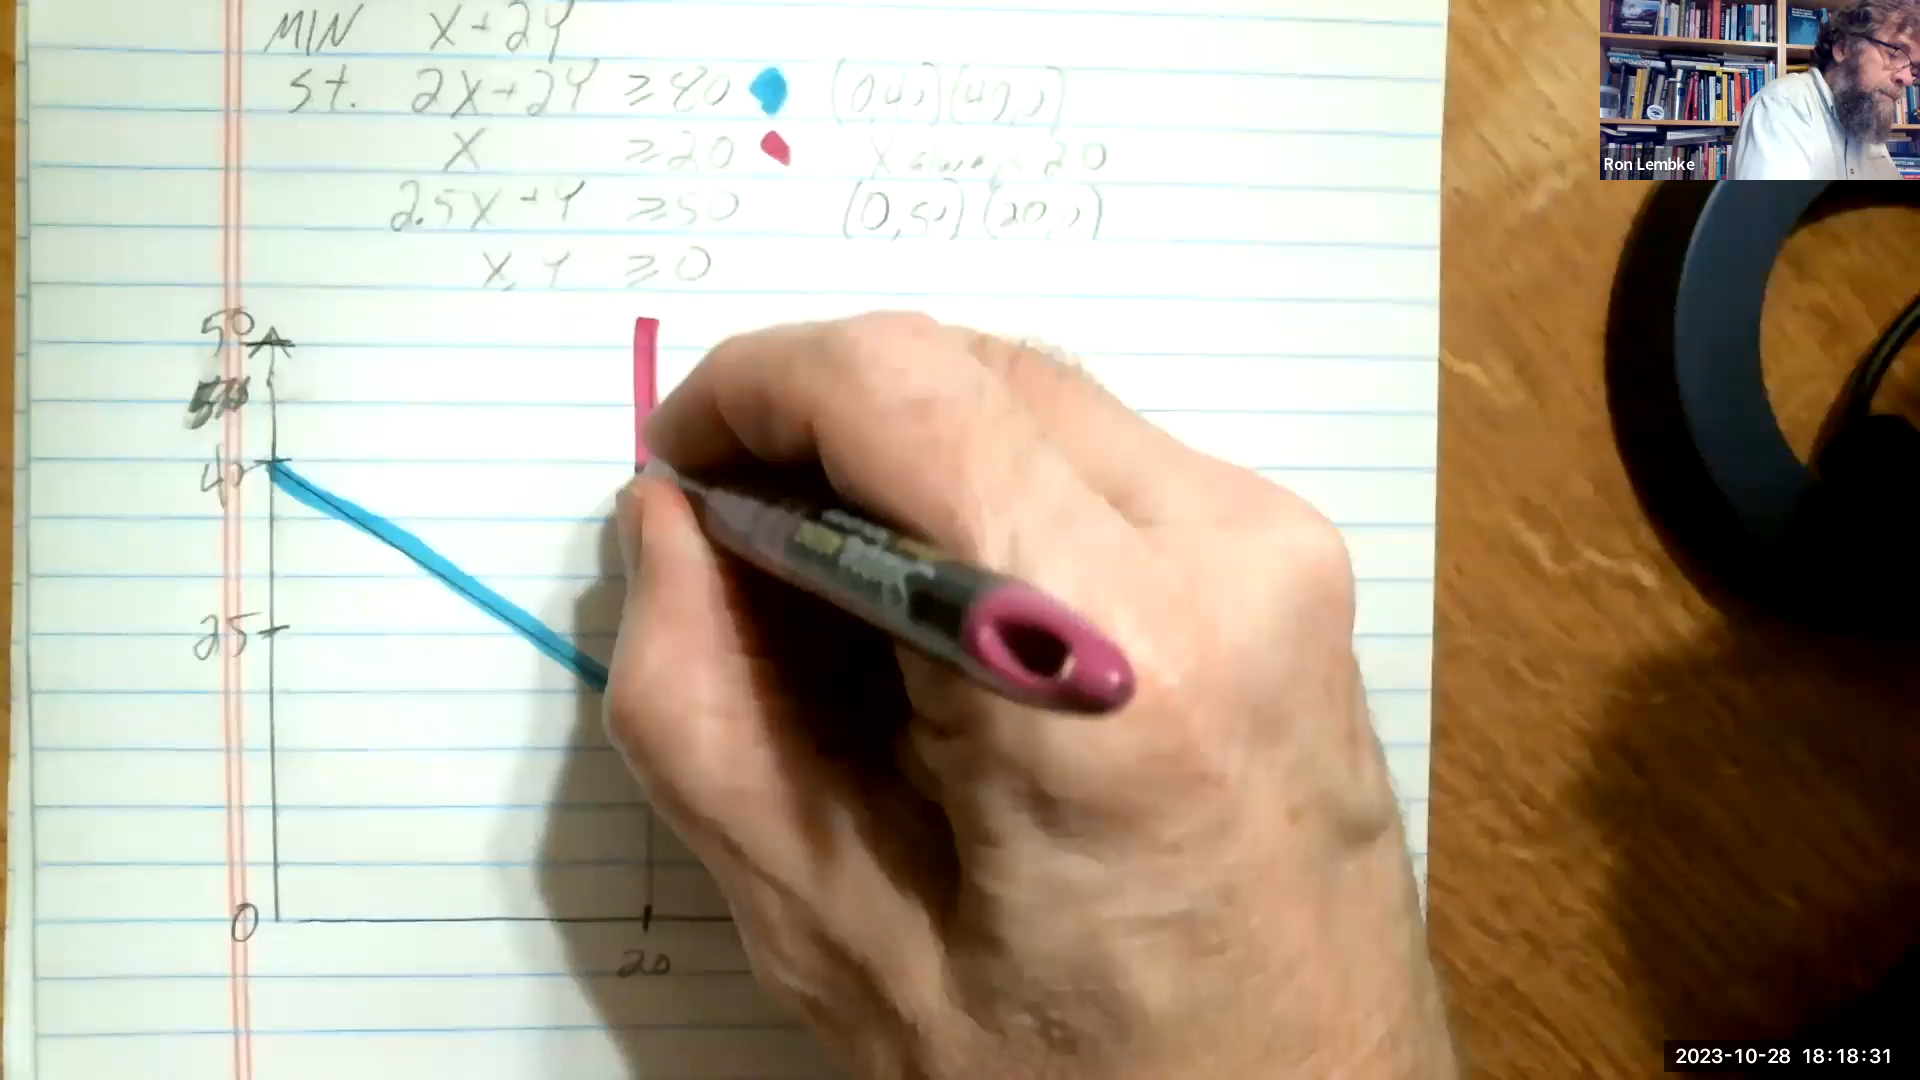 MIN X+2Y
st. 2X+2Y ≥80 (0,40)(40,0)
X ≥20 X always 20
2.5X+Y ≥50 (0,50)(20,0)
X,Y ≥0
50
40
25
0
20
Ron Lembke
2023-10-28 18:18:31